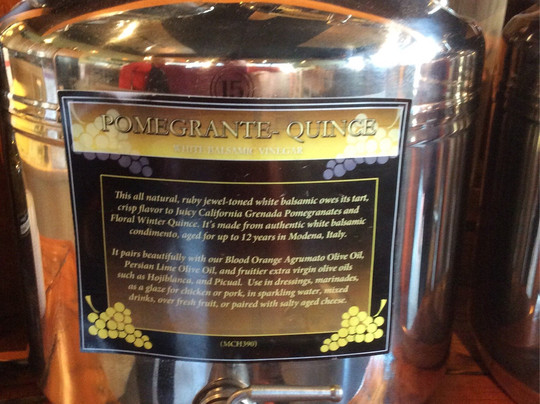 15
POMEGRANTE- QUINCE
WHITE BALSAMIC VINEGAR
This all natural, ruby jewel-toned white balsamic owes its tart,
crisp flavor to Juicy California Grenada Pomegranates and
Floral Winter Quince. It's made from authentic white balsamic
condimento, aged for up to 12 years in Modena, Italy.
It pairs beautifully with our Blood Orange Agrumato Olive Oil,
Persian Lime Olive Oil, and fruitier extra virgin olive oils
such as Hojiblanca, and Picual. Use in dressings, marinades,
as a glaze for chicken or pork, in sparkling water, mixed
drinks, over fresh fruit, or paired with salty aged cheese.
(MCH390)